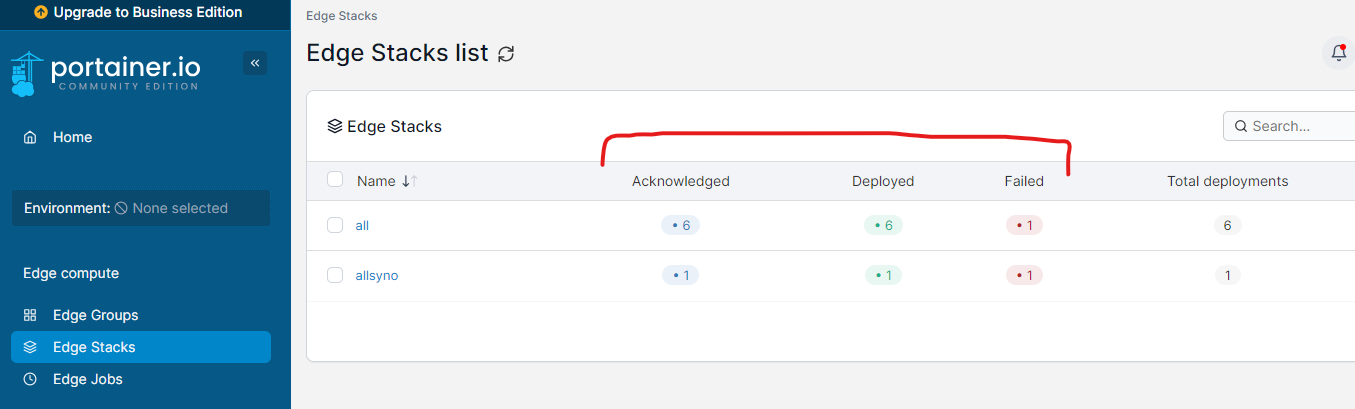 Upgrade to Business Edition
portainer.io
COMMUNITY EDITION
«
Home
Environment: None selected
Edge compute
Edge Groups
Edge Stacks
Edge Jobs
Edge Stacks
Edge Stacks list
Edge Stacks
Search...
Name ↓↑ Acknowledged Deployed Failed Total deployments
all • 6 • 6 • 1 6
allsyno • 1 • 1 • 1 1